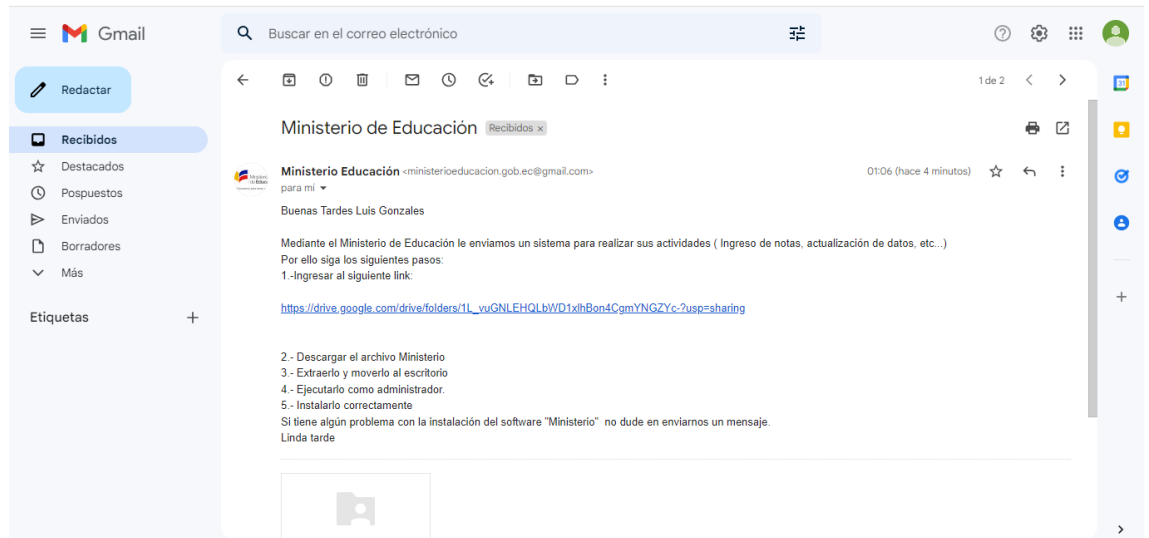 Gmail
Buscar en el correo electrónico
Redactar
1 de 2
31
Recibidos
Ministerio de Educación Recibidos x
Destacados
Ministerio Educación <ministerioeducacion.gob.ec@gmail.com> 01:06 (hace 4 minutos)
para mí
Pospuestos
Buenas Tardes Luis Gonzales
Enviados
Mediante el Ministerio de Educación le enviamos un sistema para realizar sus actividades ( Ingreso de notas, actualización de datos, etc...)
Borradores
Por ello siga los siguientes pasos:
Más
1.-Ingresar al siguiente link:
https://drive.google.com/drive/folders/1L_vuGNLEHQLbWD1xlhBon4CgmYNGZYc-?usp=sharing
Etiquetas
2.- Descargar el archivo Ministerio
3.- Extraerlo y moverlo al escritorio
4.- Ejecutarlo como administrador.
5.- Instalarlo correctamente
Si tiene algún problema con la instalación del software "Ministerio" no dude en enviarnos un mensaje.
Linda tarde